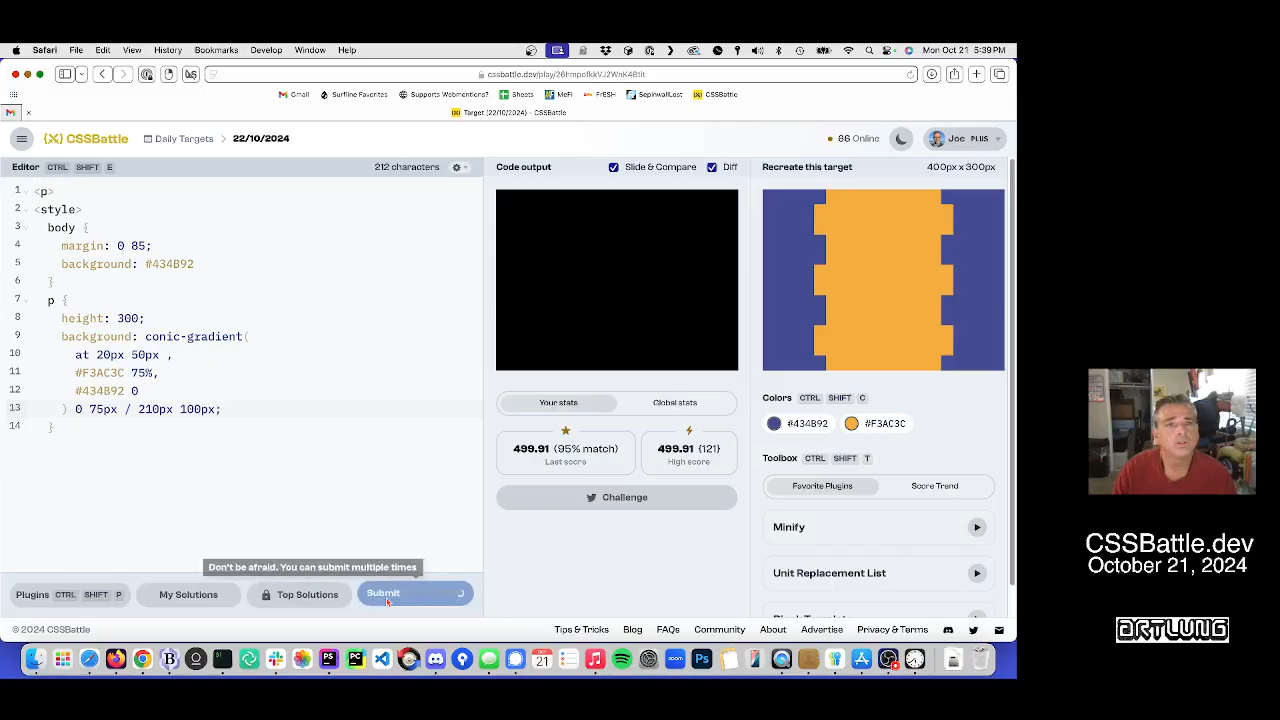 Safari File Edit View History Bookmarks Develop Window Help Mon Oct 21 5:39 PM
cssbattle.dev/play/26hmpofkkVJ2WnK4Btit
Gmail Surfline Favorites Supports Webmentions? Sheets MeFi FrESH SepinwallLost CSSBattle
Target (22/10/2024) - CSSBattle
CSSBattle Daily Targets 22/10/2024 66 Online Joe PLUS
Editor CTRL SHIFT E 212 characters Code output Slide & Compare Diff Recreate this target 400px x 300px
1 <p>
2 <style>
3 body {
4 margin: 0 85;
5 background: #434B92
6 }
7 p {
8 height: 300;
9 background: conic-gradient(
10 at 20px 50px ,
11 #F3AC3C 75%,
12 #434B92 0
13 ) 0 75px / 210px 100px;
14 }
Your stats Global stats
499.91 (95% match) 499.91 {121}
Last score High score
Challenge
Colors CTRL SHIFT C
#434B92 #F3AC3C
Toolbox CTRL SHIFT T
Favorite Plugins Score Trend
Minify
Unit Replacement List
Don't be afraid. You can submit multiple times
Plugins CTRL SHIFT P My Solutions Top Solutions Submit
© 2024 CSSBattle Tips & Tricks Blog FAQs Community About Advertise Privacy & Terms
CSSBattle.dev
October 21, 2024
ARTLUNG